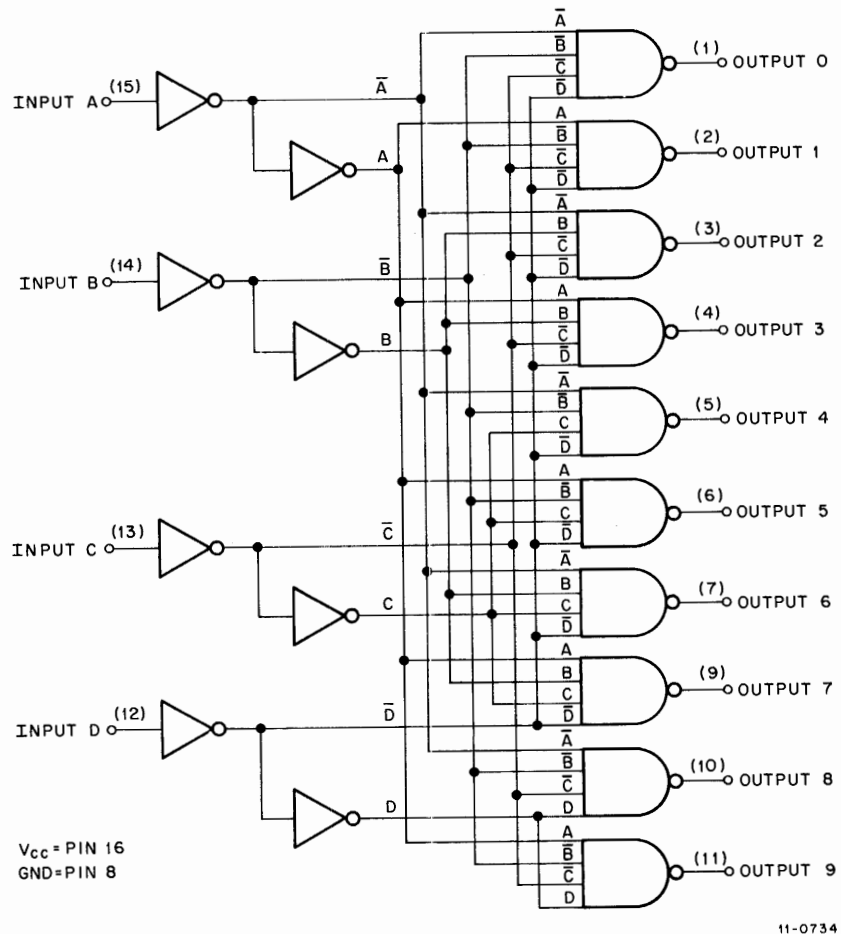 A̅
B̅
(1)
OUTPUT 0
C̅
D̅
INPUT A
(15)
A̅
A
A
B̅
(2)
OUTPUT 1
C̅
D̅
A̅
B
(3)
OUTPUT 2
C̅
D̅
INPUT B
(14)
B̅
B
A
B
(4)
OUTPUT 3
C̅
D̅
A̅
B̅
(5)
OUTPUT 4
C
D̅
A
B̅
(6)
OUTPUT 5
C
D̅
INPUT C
(13)
C̅
C
A̅
B
(7)
OUTPUT 6
C
D̅
A
B
(9)
OUTPUT 7
C
D̅
INPUT D
(12)
D̅
D
A̅
B̅
(10)
OUTPUT 8
C̅
D
A
B̅
(11)
OUTPUT 9
C̅
D
VCC = PIN 16
GND = PIN 8
11-0734